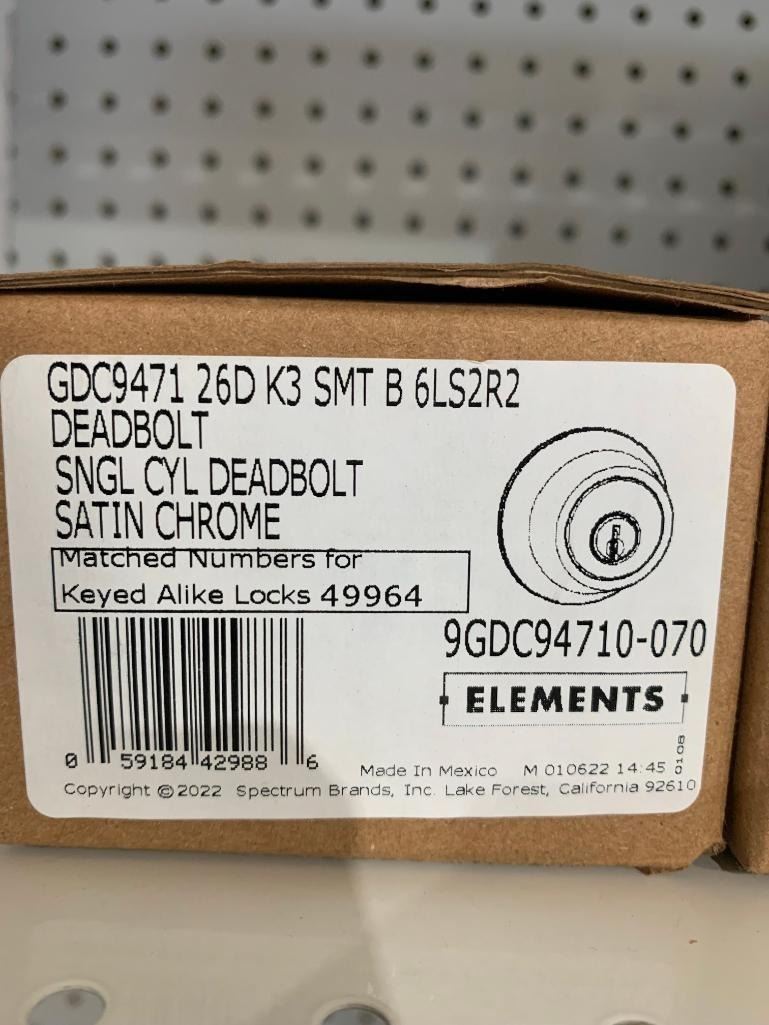 GDC9471 26D K3 SMT B 6LS2R2
DEADBOLT
SNGL CYL DEADBOLT
SATIN CHROME
Matched Numbers for
Keyed Alike Locks 49964
9GDC94710-070
ELEMENTS
0 59184 42988 6
Made In Mexico M 010622 14:45 0108
Copyright ©2022 Spectrum Brands, Inc. Lake Forest, California 92610